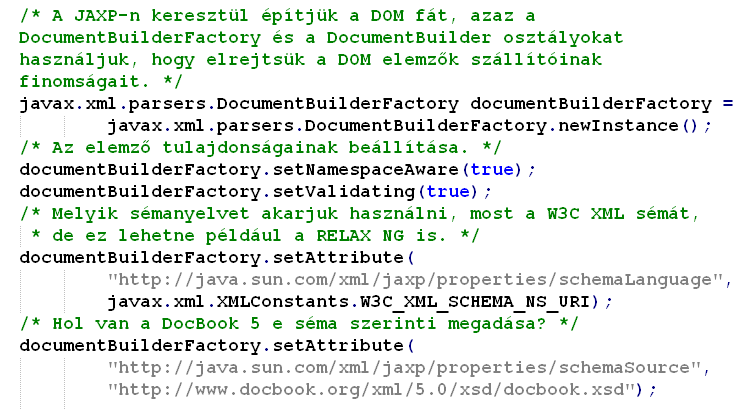 /* A JAXP-n keresztül építjük a DOM fát, azaz a
DocumentBuilderFactory és a DocumentBuilder osztályokat
használjuk, hogy elrejtsük a DOM elemzők szállítóinak
finomságait. */
javax.xml.parsers.DocumentBuilderFactory documentBuilderFactory =
javax.xml.parsers.DocumentBuilderFactory.newInstance();
/* Az elemző tulajdonságainak beállítása. */
documentBuilderFactory.setNamespaceAware(true);
documentBuilderFactory.setValidating(true);
/* Melyik sémanyelvet akarjuk használni, most a W3C XML sémát,
* de ez lehetne például a RELAX NG is. */
documentBuilderFactory.setAttribute(
"http://java.sun.com/xml/jaxp/properties/schemaLanguage",
javax.xml.XMLConstants.W3C_XML_SCHEMA_NS_URI);
/* Hol van a DocBook 5 e séma szerinti megadása? */
documentBuilderFactory.setAttribute(
"http://java.sun.com/xml/jaxp/properties/schemaSource",
"http://www.docbook.org/xml/5.0/xsd/docbook.xsd");